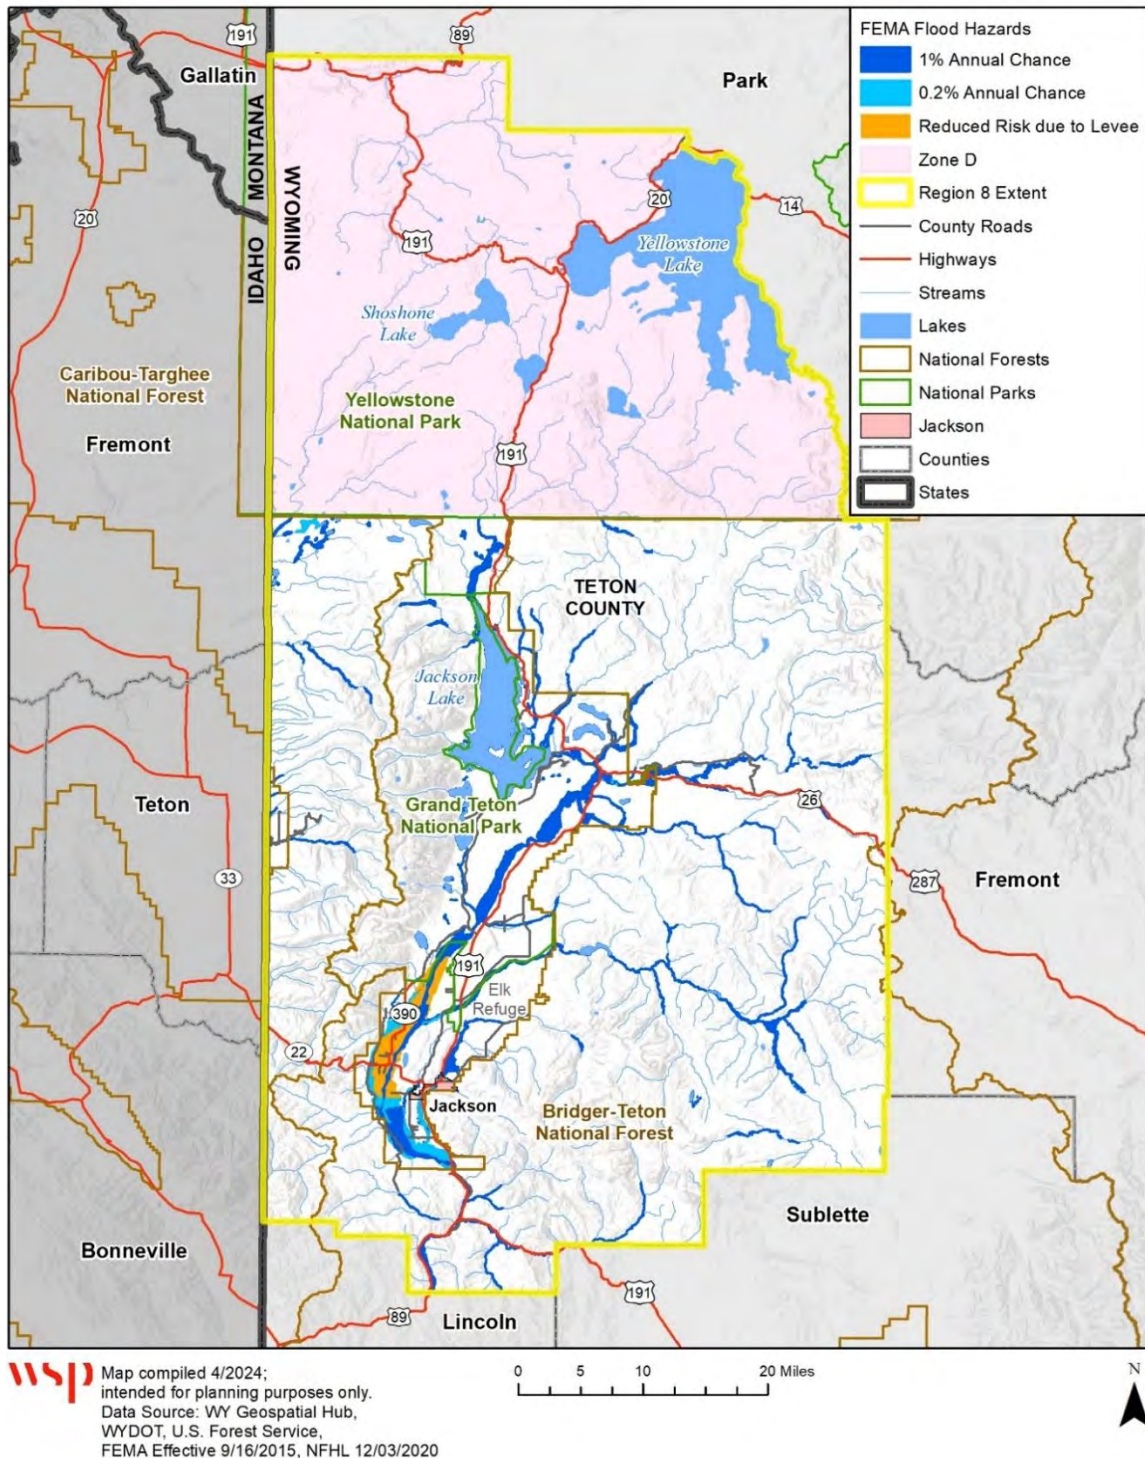 191
89
Gallatin
Park
MONTANA
IDAHO
WYOMING
20
20
14
191
Yellowstone
Lake
Shoshone
Lake
Caribou-Targhee
National Forest
Fremont
Yellowstone
National Park
191
FEMA Flood Hazards
1% Annual Chance
0.2% Annual Chance
Reduced Risk due to Levee
Zone D
Region 8 Extent
County Roads
Highways
Streams
Lakes
National Forests
National Parks
Jackson
Counties
States
TETON
COUNTY
Jackson
Lake
Teton
Grand Teton
National Park
26
33
287
Fremont
191
Elk
Refuge
390
22
Jackson
Bridger-Teton
National Forest
Sublette
Bonneville
191
89
Lincoln
wsp
Map compiled 4/2024;
intended for planning purposes only.
Data Source: WY Geospatial Hub,
WYDOT, U.S. Forest Service,
FEMA Effective 9/16/2015, NFHL 12/03/2020
0 5 10 20 Miles
N